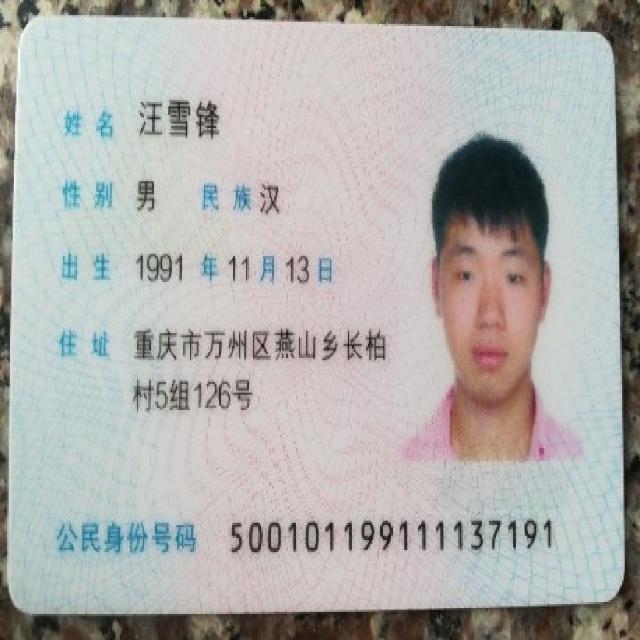 姓名 汪雪锋
性别 男 民族 汉
出生 1991 年 11 月 13 日
住址 重庆市万州区燕山乡长柏
村5组126号
公民身份号码 500101199111137191